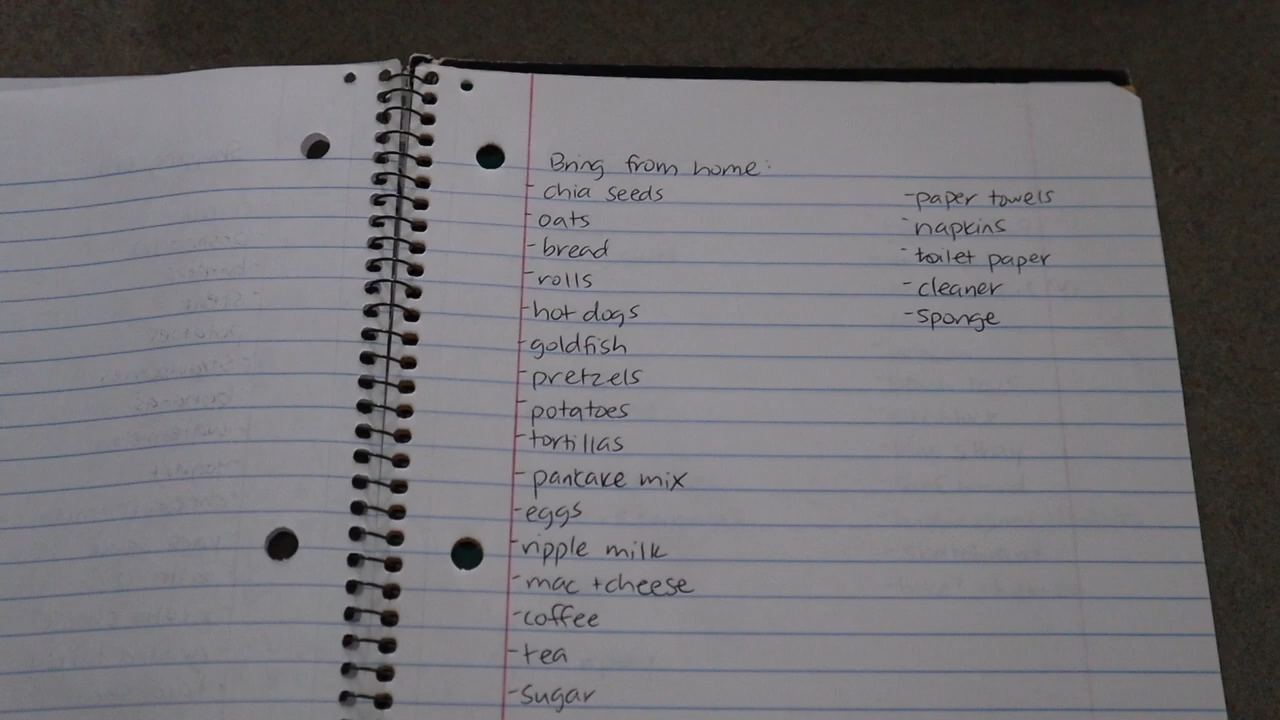 Bring from home:
-chia seeds
-oats
-bread
-rolls
-hot dogs
-goldfish
-pretzels
-potatoes
-tortillas
-pancake mix
-eggs
-ripple milk
-mac +cheese
-coffee
-tea
-sugar
-paper towels
-napkins
-toilet paper
-cleaner
-sponge